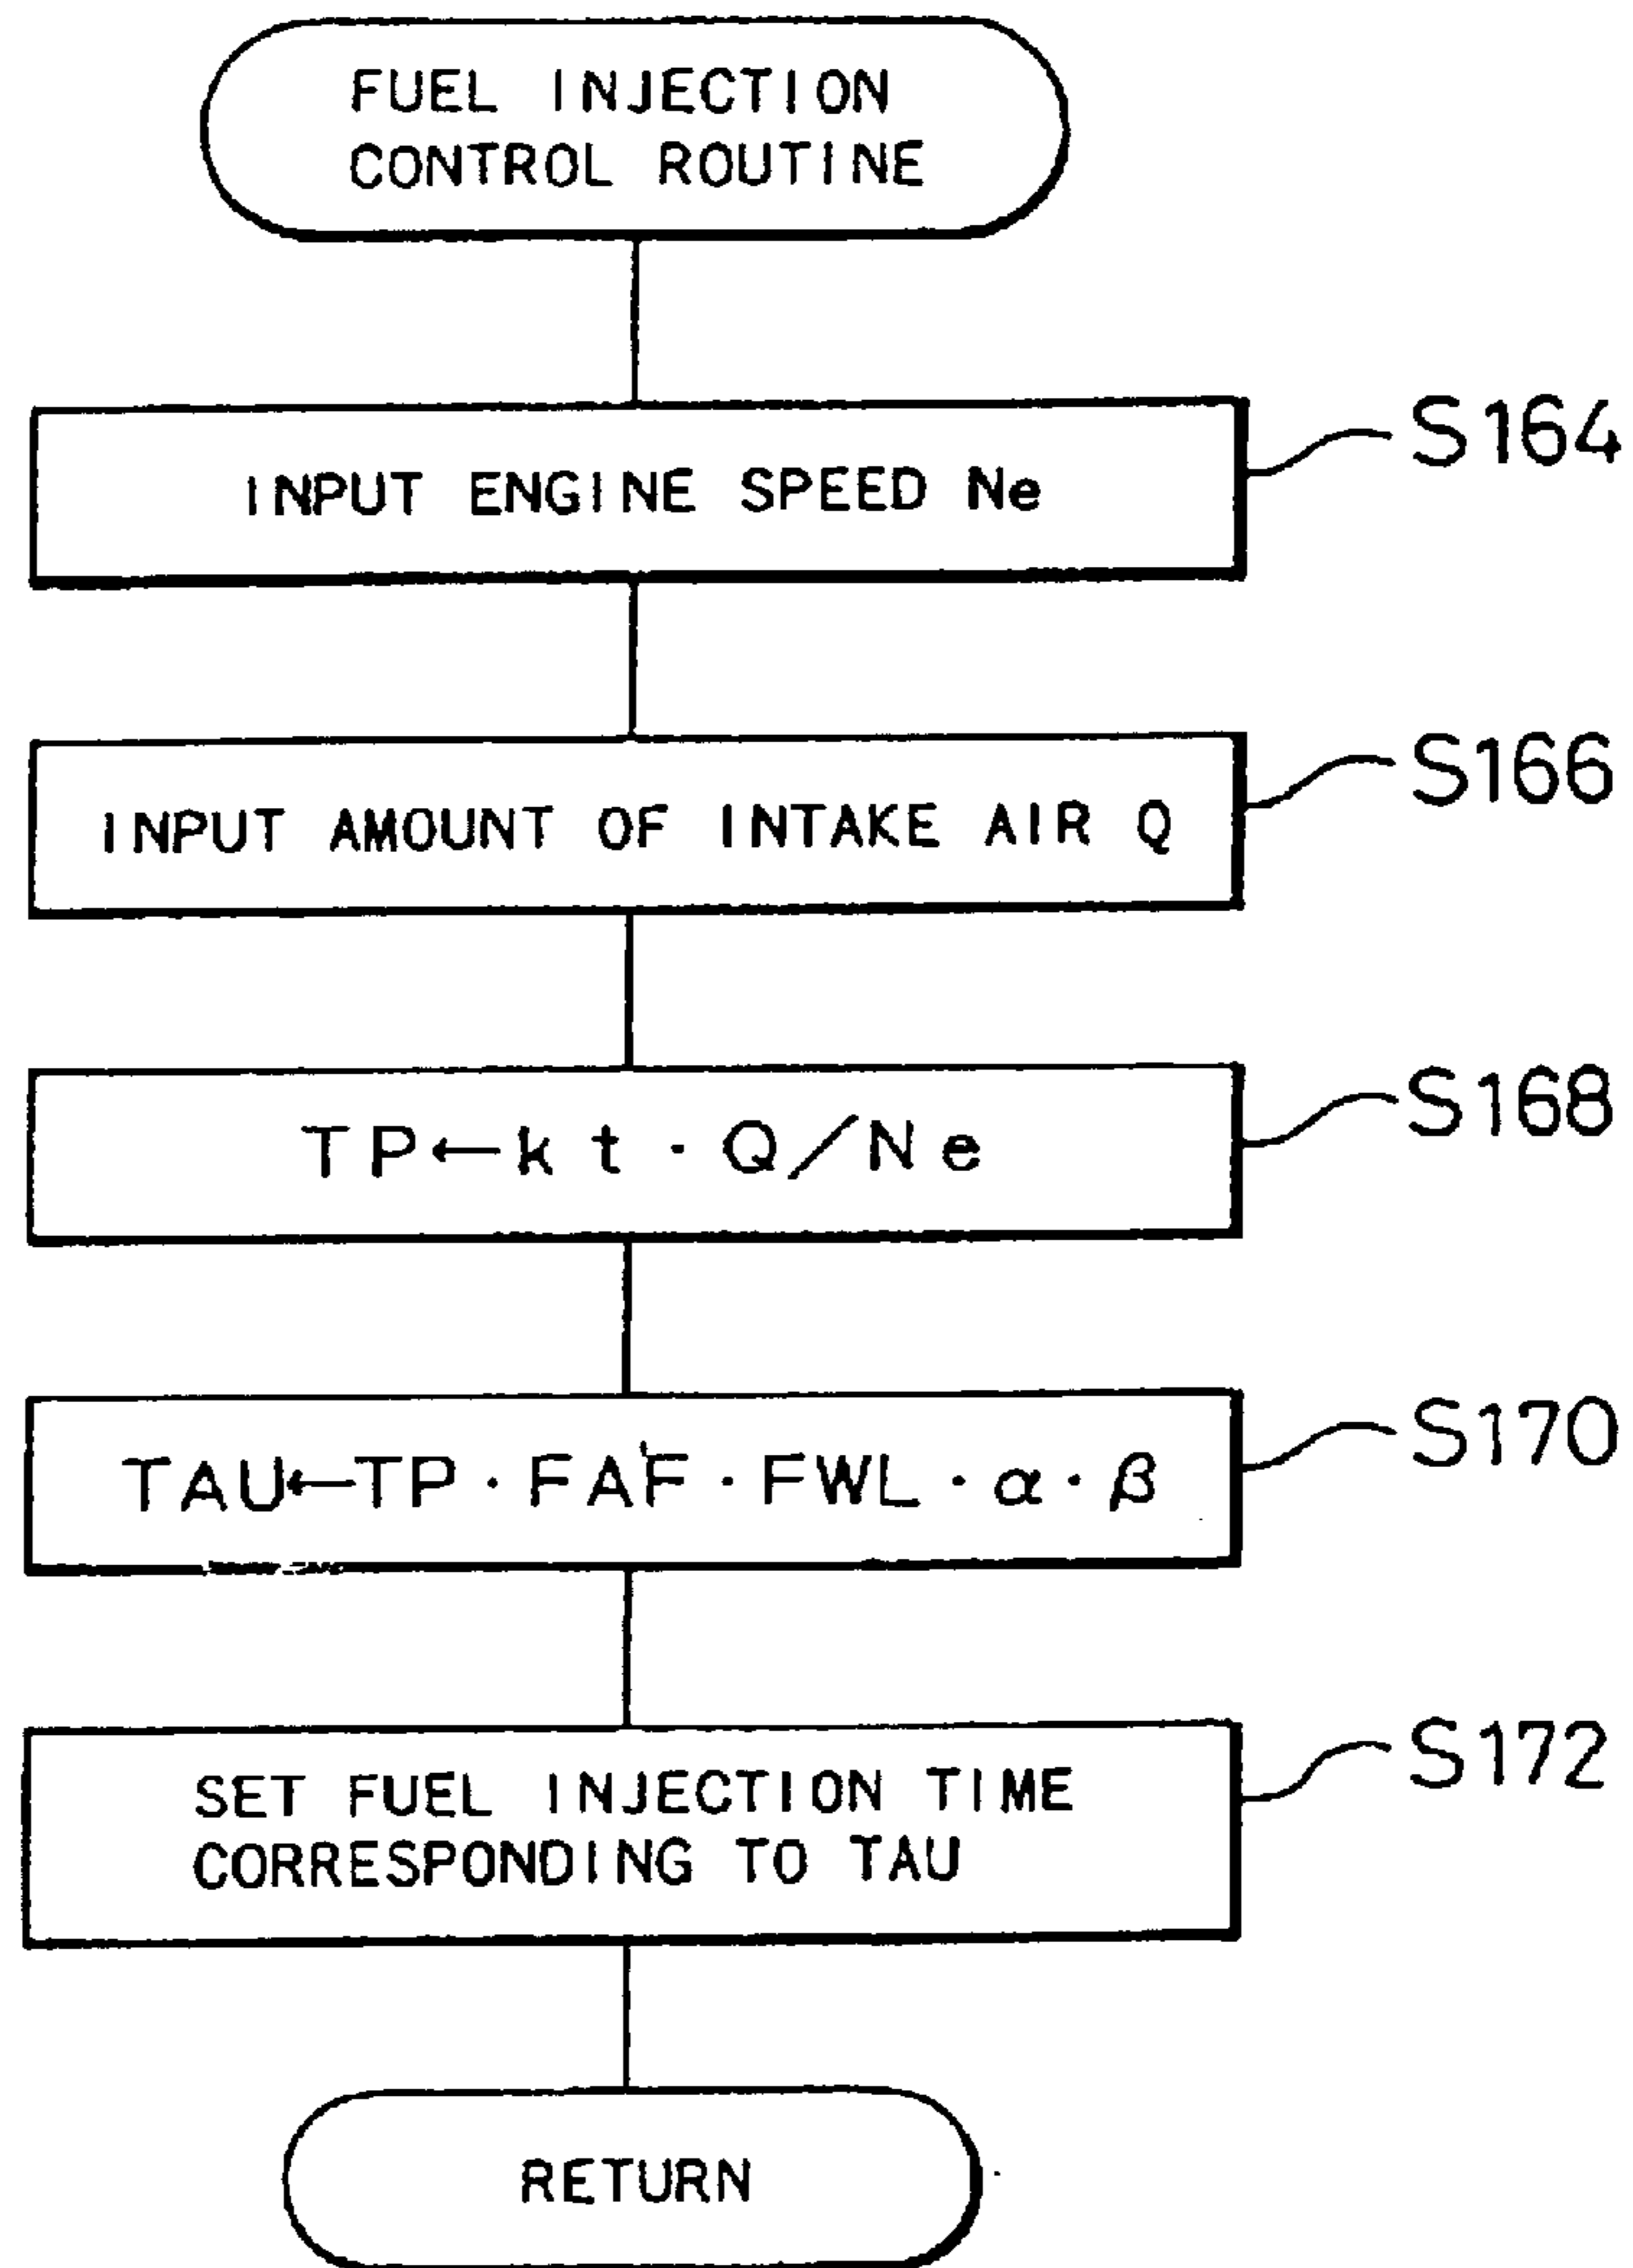 FUEL INJECTION
CONTROL ROUTINE
S164
INPUT ENGINE SPEED Ne
S166
INPUT AMOUNT OF INTAKE AIR Q
S168
TP←kt・Q/Ne
S170
TAU←TP・FAF・FWL・α・β
S172
SET FUEL INJECTION TIME
CORRESPONDING TO TAU
RETURN